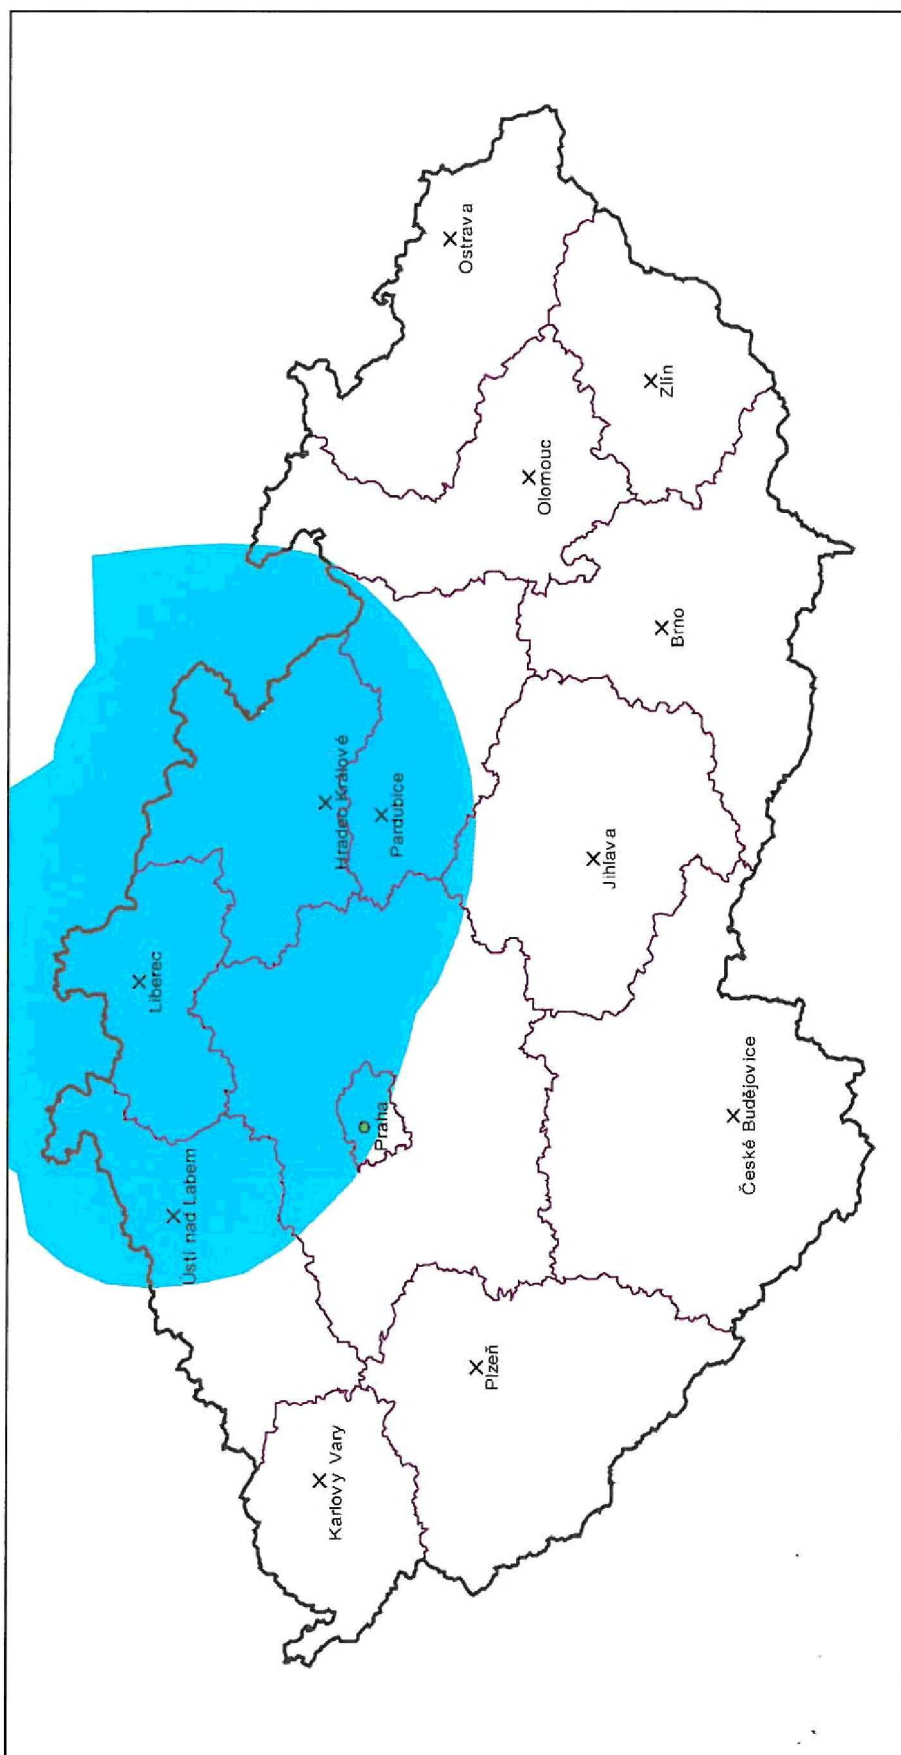 Liberec
Ústí nad Labem
Hradec Králové
Karlovy Vary
Praha
Pardubice
Ostrava
Plzeň
Olomouc
Jihlava
Zlín
Brno
České Budějovice